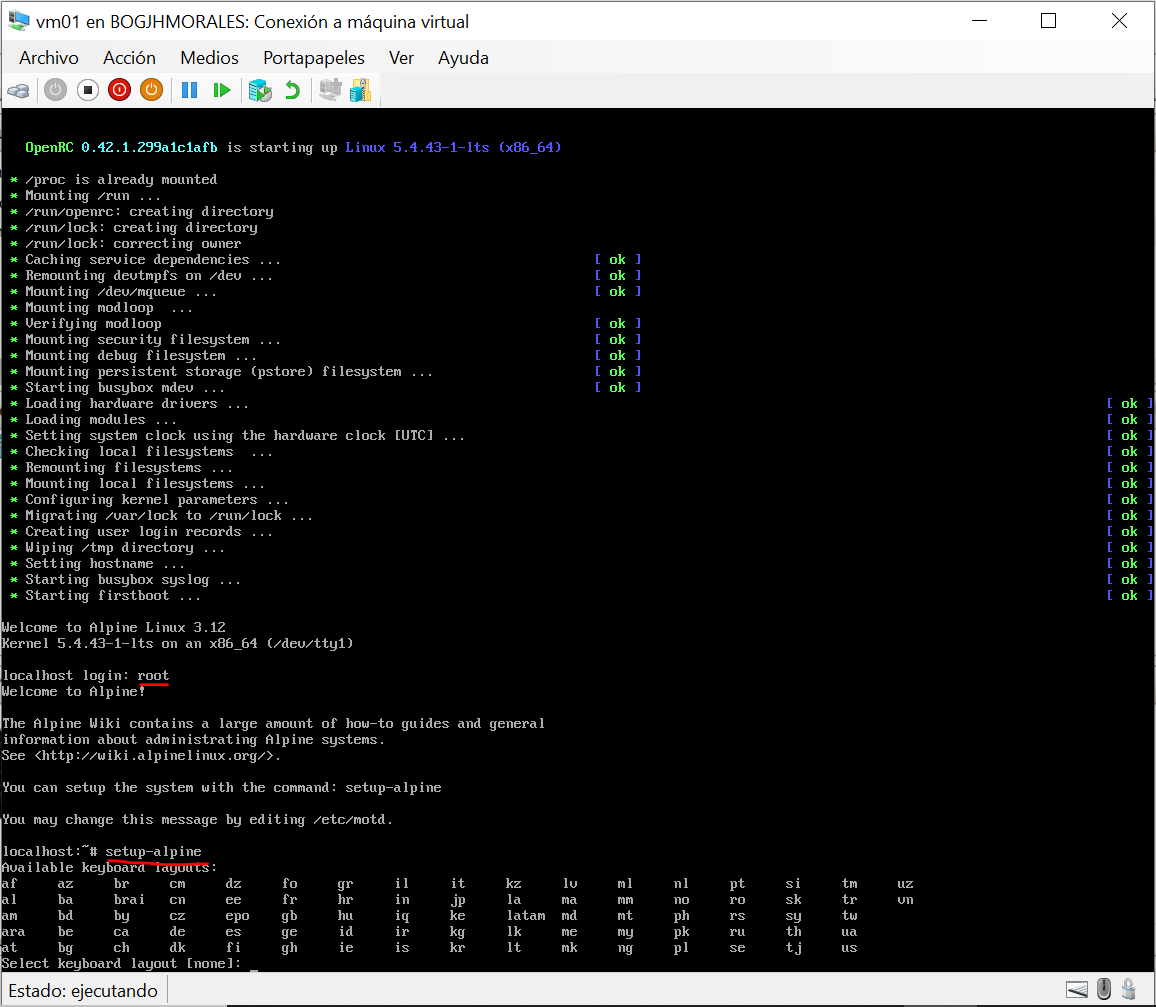 vm01 en BOGJHMORALES: Conexión a máquina virtual
Archivo Acción Medios Portapapeles Ver Ayuda
OpenRC 0.42.1.299a1c1afb is starting up Linux 5.4.43-1-lts (x86_64)
* /proc is already mounted
* Mounting /run ...
* /run/openrc: creating directory
* /run/lock: creating directory
* /run/lock: correcting owner
* Caching service dependencies ... [ ok ]
* Remounting devtmpfs on /dev ... [ ok ]
* Mounting /dev/mqueue ... [ ok ]
* Mounting modloop ...
* Verifying modloop [ ok ]
* Mounting security filesystem ... [ ok ]
* Mounting debug filesystem ... [ ok ]
* Mounting persistent storage (pstore) filesystem ... [ ok ]
* Starting busybox mdev ... [ ok ]
* Loading hardware drivers ... [ ok ]
* Loading modules ... [ ok ]
* Setting system clock using the hardware clock [UTC] ... [ ok ]
* Checking local filesystems ... [ ok ]
* Remounting filesystems ... [ ok ]
* Mounting local filesystems ... [ ok ]
* Configuring kernel parameters ... [ ok ]
* Migrating /var/lock to /run/lock ... [ ok ]
* Creating user login records ... [ ok ]
* Wiping /tmp directory ... [ ok ]
* Setting hostname ... [ ok ]
* Starting busybox syslog ... [ ok ]
* Starting firstboot ... [ ok ]
Welcome to Alpine Linux 3.12
Kernel 5.4.43-1-lts on an x86_64 (/dev/tty1)
localhost login: root
Welcome to Alpine!
The Alpine Wiki contains a large amount of how-to guides and general
information about administrating Alpine systems.
See <http://wiki.alpinelinux.org/>.
You can setup the system with the command: setup-alpine
You may change this message by editing /etc/motd.
localhost:~# setup-alpine
Available keyboard layouts:
af az br cm dz fo gr il it kz lv ml nl pt si tm uz
al ba brai cn ee fr hr in jp la ma mm no ro sk tr vn
am bd by cz epo gb hu iq ke latam md mt ph rs sy tw
ara be ca de es ge id ir kg lk me my pk ru th ua
at bg ch dk fi gh ie is kr lt mk ng pl se tj us
Select keyboard layout [none]: _
Estado: ejecutando